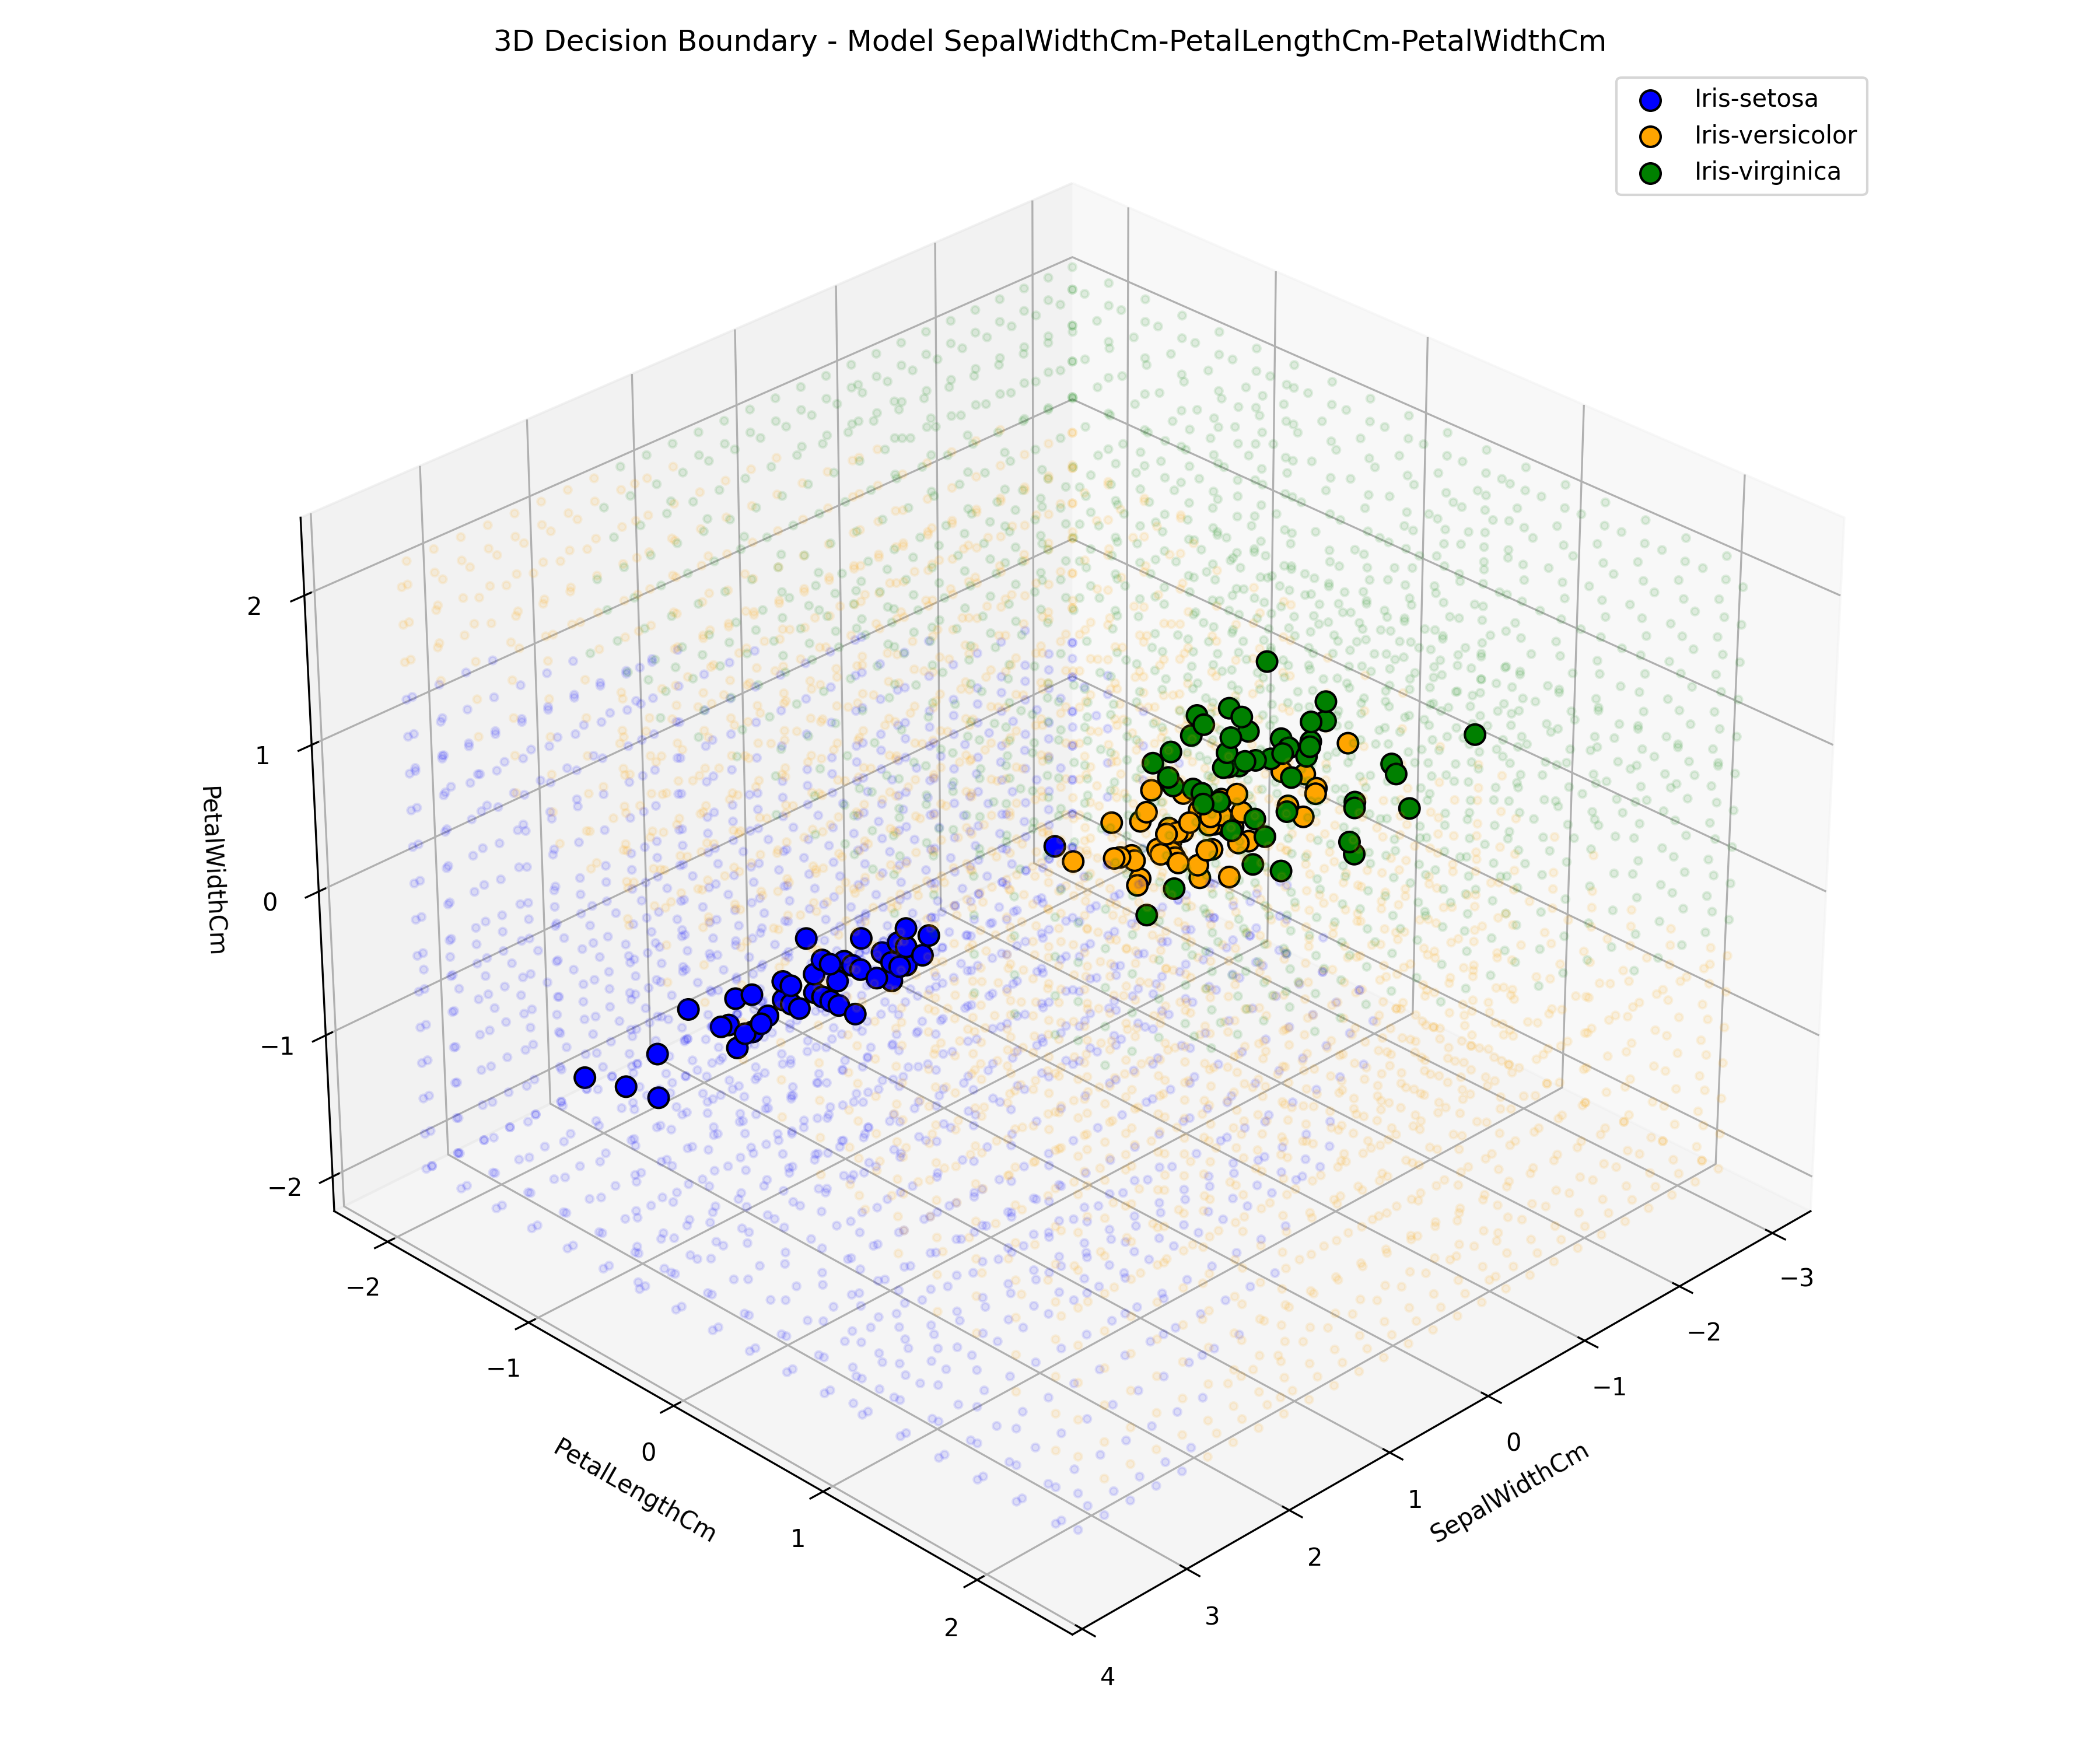 3D Decision Boundary - Model SepalWidthCm-PetalLengthCm-PetalWidthCm
Iris-setosa
Iris-versicolor
Iris-virginica
2
1
0
−1
−2
PetalWidthCm
−2
−1
0
1
2
PetalLengthCm
−3
−2
−1
0
1
2
3
4
SepalWidthCm